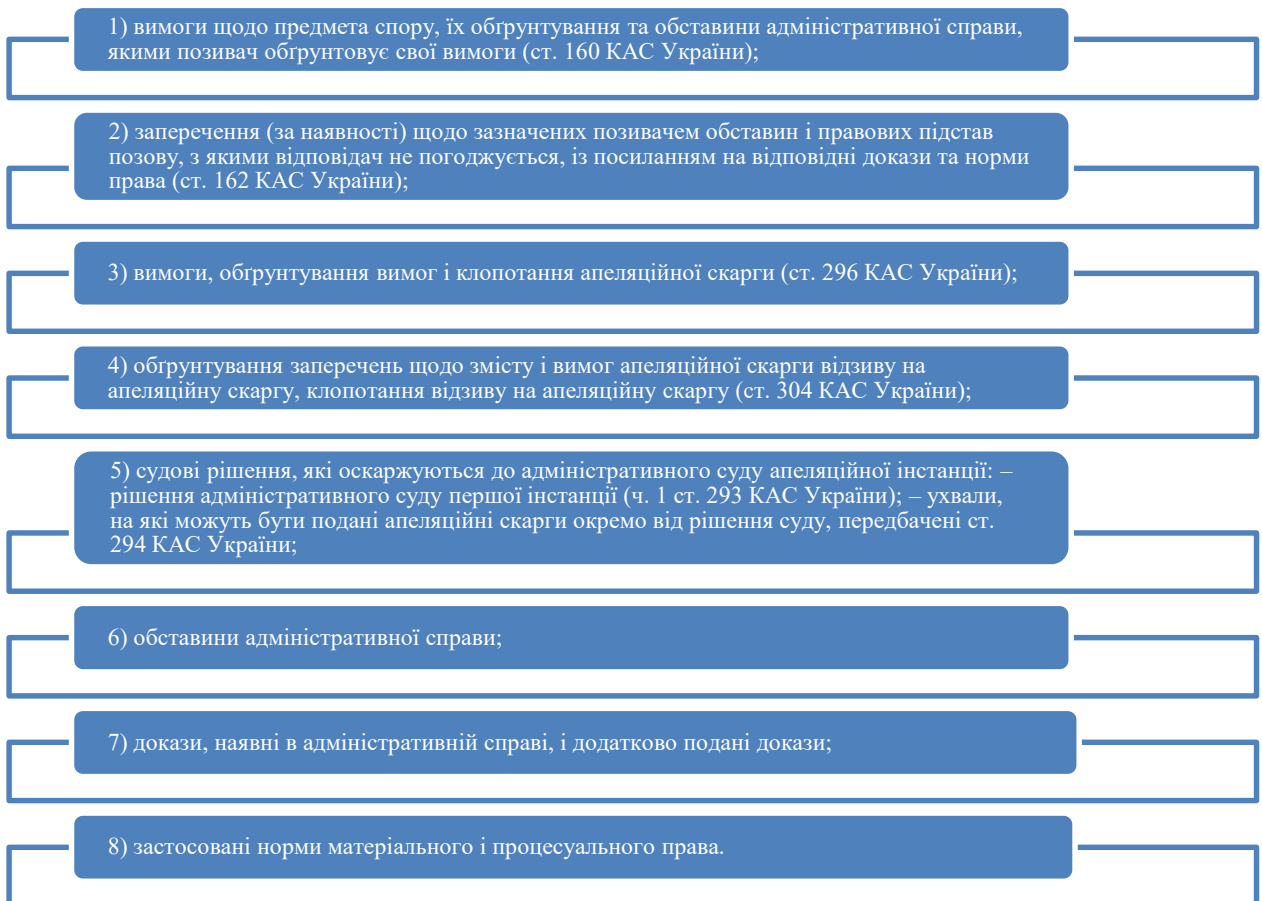 1) вимоги щодо предмета спору, їх обґрунтування та обставини адміністративної справи,
якими позивач обґрунтовує свої вимоги (ст. 160 КАС України);
2) заперечення (за наявності) щодо зазначених позивачем обставин і правових підстав
позову, з якими відповідач не погоджується, із посиланням на відповідні докази та норми
права (ст. 162 КАС України);
3) вимоги, обґрунтування вимог і клопотання апеляційної скарги (ст. 296 КАС України);
4) обґрунтування заперечень щодо змісту і вимог апеляційної скарги відзиву на
апеляційну скаргу, клопотання відзиву на апеляційну скаргу (ст. 304 КАС України);
5) судові рішення, які оскаржуються до адміністративного суду апеляційної інстанції: –
рішення адміністративного суду першої інстанції (ч. 1 ст. 293 КАС України); – ухвали,
на які можуть бути подані апеляційні скарги окремо від рішення суду, передбачені ст.
294 КАС України;
6) обставини адміністративної справи;
7) докази, наявні в адміністративній справі, і додатково подані докази;
8) застосовані норми матеріального і процесуального права.